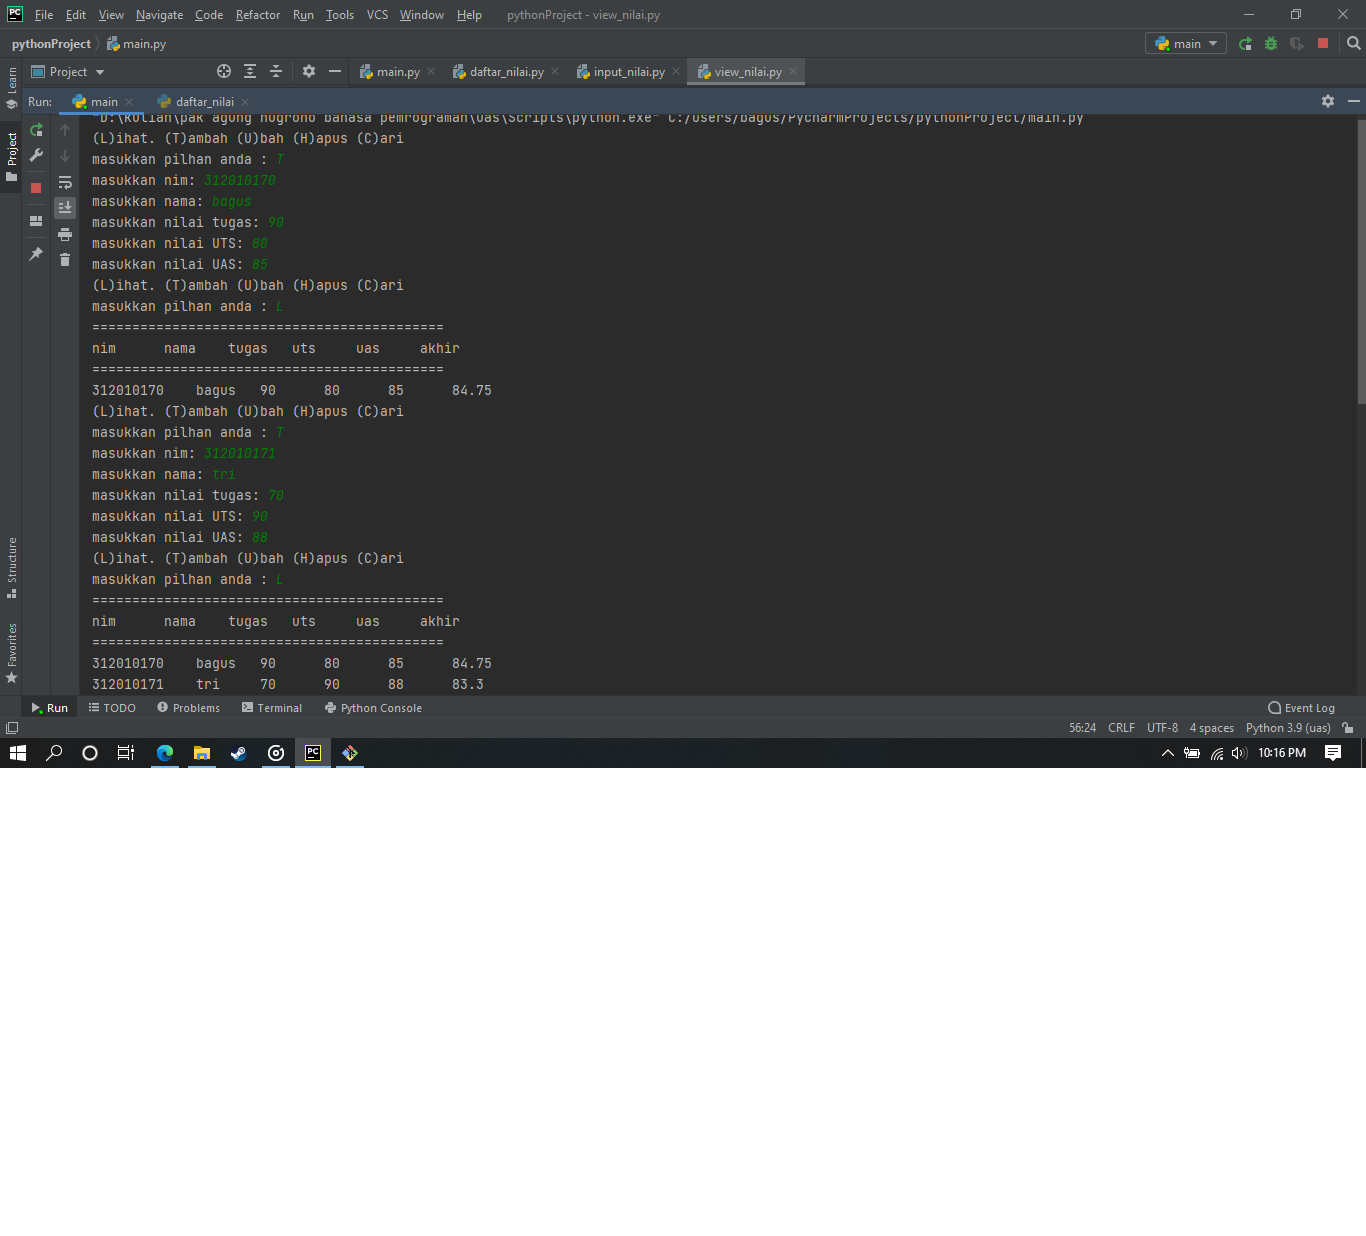 PC File Edit View Navigate Code Refactor Run Tools VCS Window Help pythonProject - view_nilai.py
pythonProject main.py main
Project main.py daftar_nilai.py input_nilai.py view_nilai.py
Learn
Project
Structure
Favorites
Run: main daftar_nilai
"D:\kuliah\pak agung nugroho bahasa pemrograman\uas\Scripts\python.exe" C:/Users/bagus/PycharmProjects/pythonProject/main.py
(L)ihat. (T)ambah (U)bah (H)apus (C)ari
masukkan pilhan anda : T
masukkan nim: 312010170
masukkan nama: bagus
masukkan nilai tugas: 90
masukkan nilai UTS: 80
masukkan nilai UAS: 85
(L)ihat. (T)ambah (U)bah (H)apus (C)ari
masukkan pilhan anda : L
============================================
nim nama tugas uts uas akhir
============================================
312010170 bagus 90 80 85 84.75
(L)ihat. (T)ambah (U)bah (H)apus (C)ari
masukkan pilhan anda : T
masukkan nim: 312010171
masukkan nama: tri
masukkan nilai tugas: 70
masukkan nilai UTS: 90
masukkan nilai UAS: 88
(L)ihat. (T)ambah (U)bah (H)apus (C)ari
masukkan pilhan anda : L
============================================
nim nama tugas uts uas akhir
============================================
312010170 bagus 90 80 85 84.75
312010171 tri 70 90 88 83.3
Run TODO Problems Terminal Python Console Event Log
56:24 CRLF UTF-8 4 spaces Python 3.9 (uas)
PC 10:16 PM